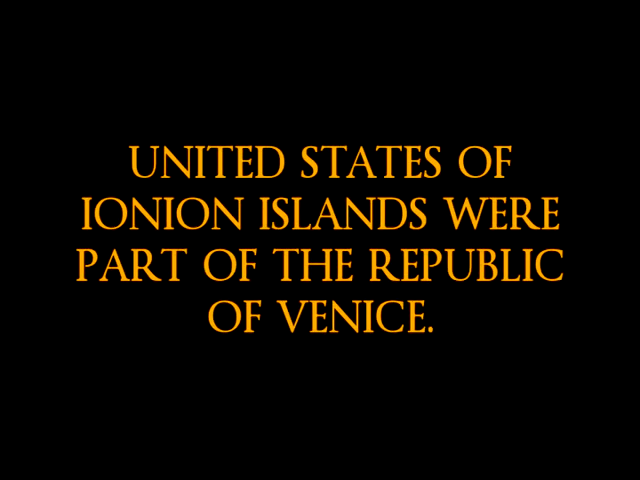 UNITED STATES OF
IONION ISLANDS WERE
PART OF THE REPUBLIC
OF VENICE.